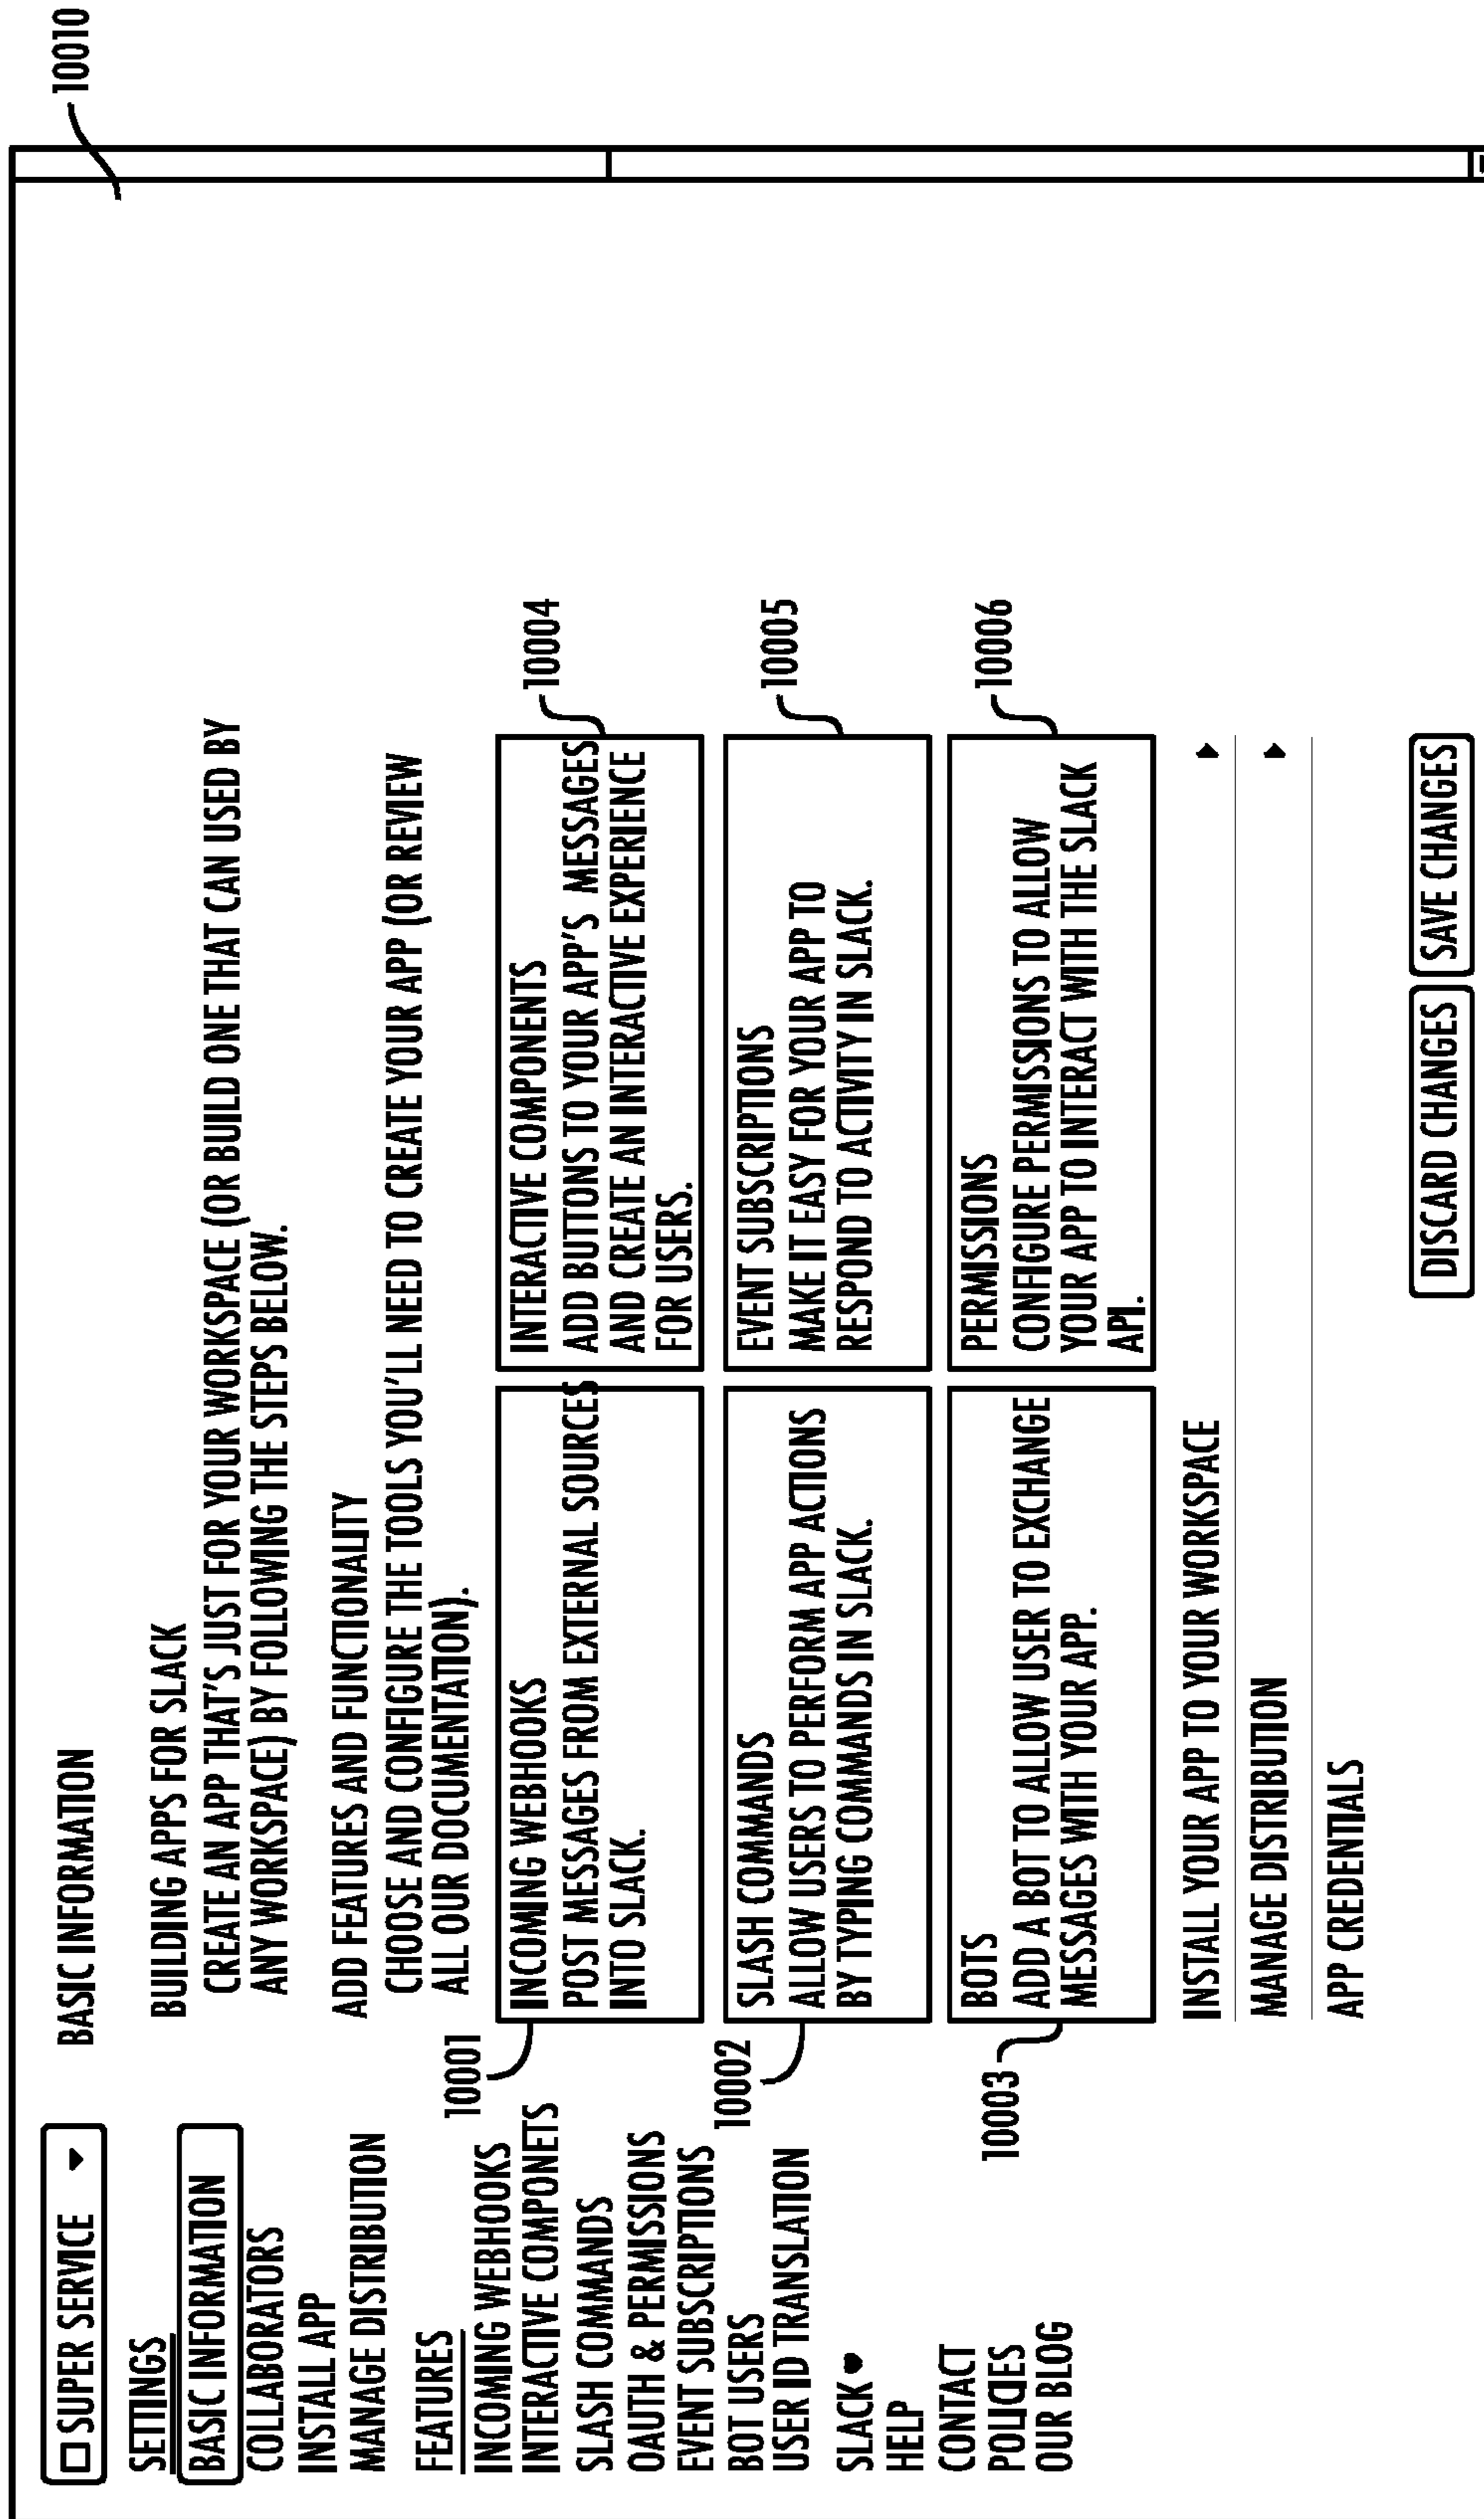 10010
SUPER SERVICE
SETTINGS
BASIC INFORMATION
COLLABORATORS
INSTALL APP
MANAGE DISTRIBUTION
FEATURES
INCOMING WEBHOOKS
INTERACTIVE COMPONETS
SLASH COMMANDS
OAUTH & PERMISSIONS
EVENT SUBSCRIPTIONS
BOT USERS
USER ID TRANSLATION
SLACK
HELP
CONTACT
POLICIES
OUR BLOG
BASIC INFORMATION
BUILDING APPS FOR SLACK
CREATE AN APP THAT'S JUST FOR YOUR WORKSPACE (OR BUILD ONE THAT CAN USED BY
ANY WORKSPACE) BY FOLLOWING THE STEPS BELOW.
ADD FEATURES AND FUNCTIONALITY
CHOOSE AND CONFIGURE THE TOOLS YOU'LL NEED TO CREATE YOUR APP (OR REVIEW
ALL OUR DOCUMENTATION).
10001
INCOMING WEBHOOKS
POST MESSAGES FROM EXTERNAL SOURCES
INTO SLACK.
10004
INTERACTIVE COMPONENTS
ADD BUTTONS TO YOUR APP'S MESSAGES
AND CREATE AN INTERACTIVE EXPERIENCE
FOR USERS.
10002
SLASH COMMANDS
ALLOW USERS TO PERFORM APP ACTIONS
BY TYPING COMMANDS IN SLACK.
10005
EVENT SUBSCRIPTIONS
MAKE IT EASY FOR YOUR APP TO
RESPOND TO ACTIVITY IN SLACK.
10003
BOTS
ADD A BOT TO ALLOW USER TO EXCHANGE
MESSAGES WITH YOUR APP.
10006
PERMISSIONS
CONFIGURE PERMISSIONS TO ALLOW
YOUR APP TO INTERACT WITH THE SLACK
API.
INSTALL YOUR APP TO YOUR WORKSPACE
MANAGE DISTRIBUTION
APP CREDENTIALS
DISCARD CHANGES
SAVE CHANGES